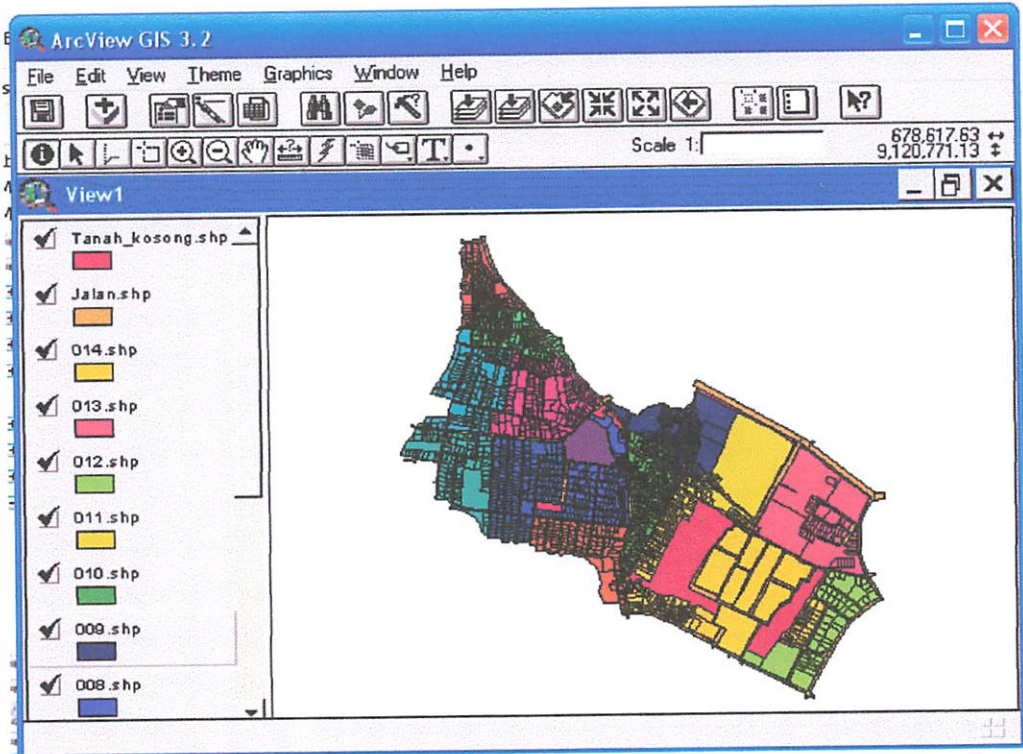 ArcView GIS 3.2
File Edit View Theme Graphics Window Help
Scale 1:
678,617.63
9,120,771.13
View1
Tanah_kosong.shp
Jalan.shp
014.shp
013.shp
012.shp
011.shp
010.shp
009.shp
008.shp